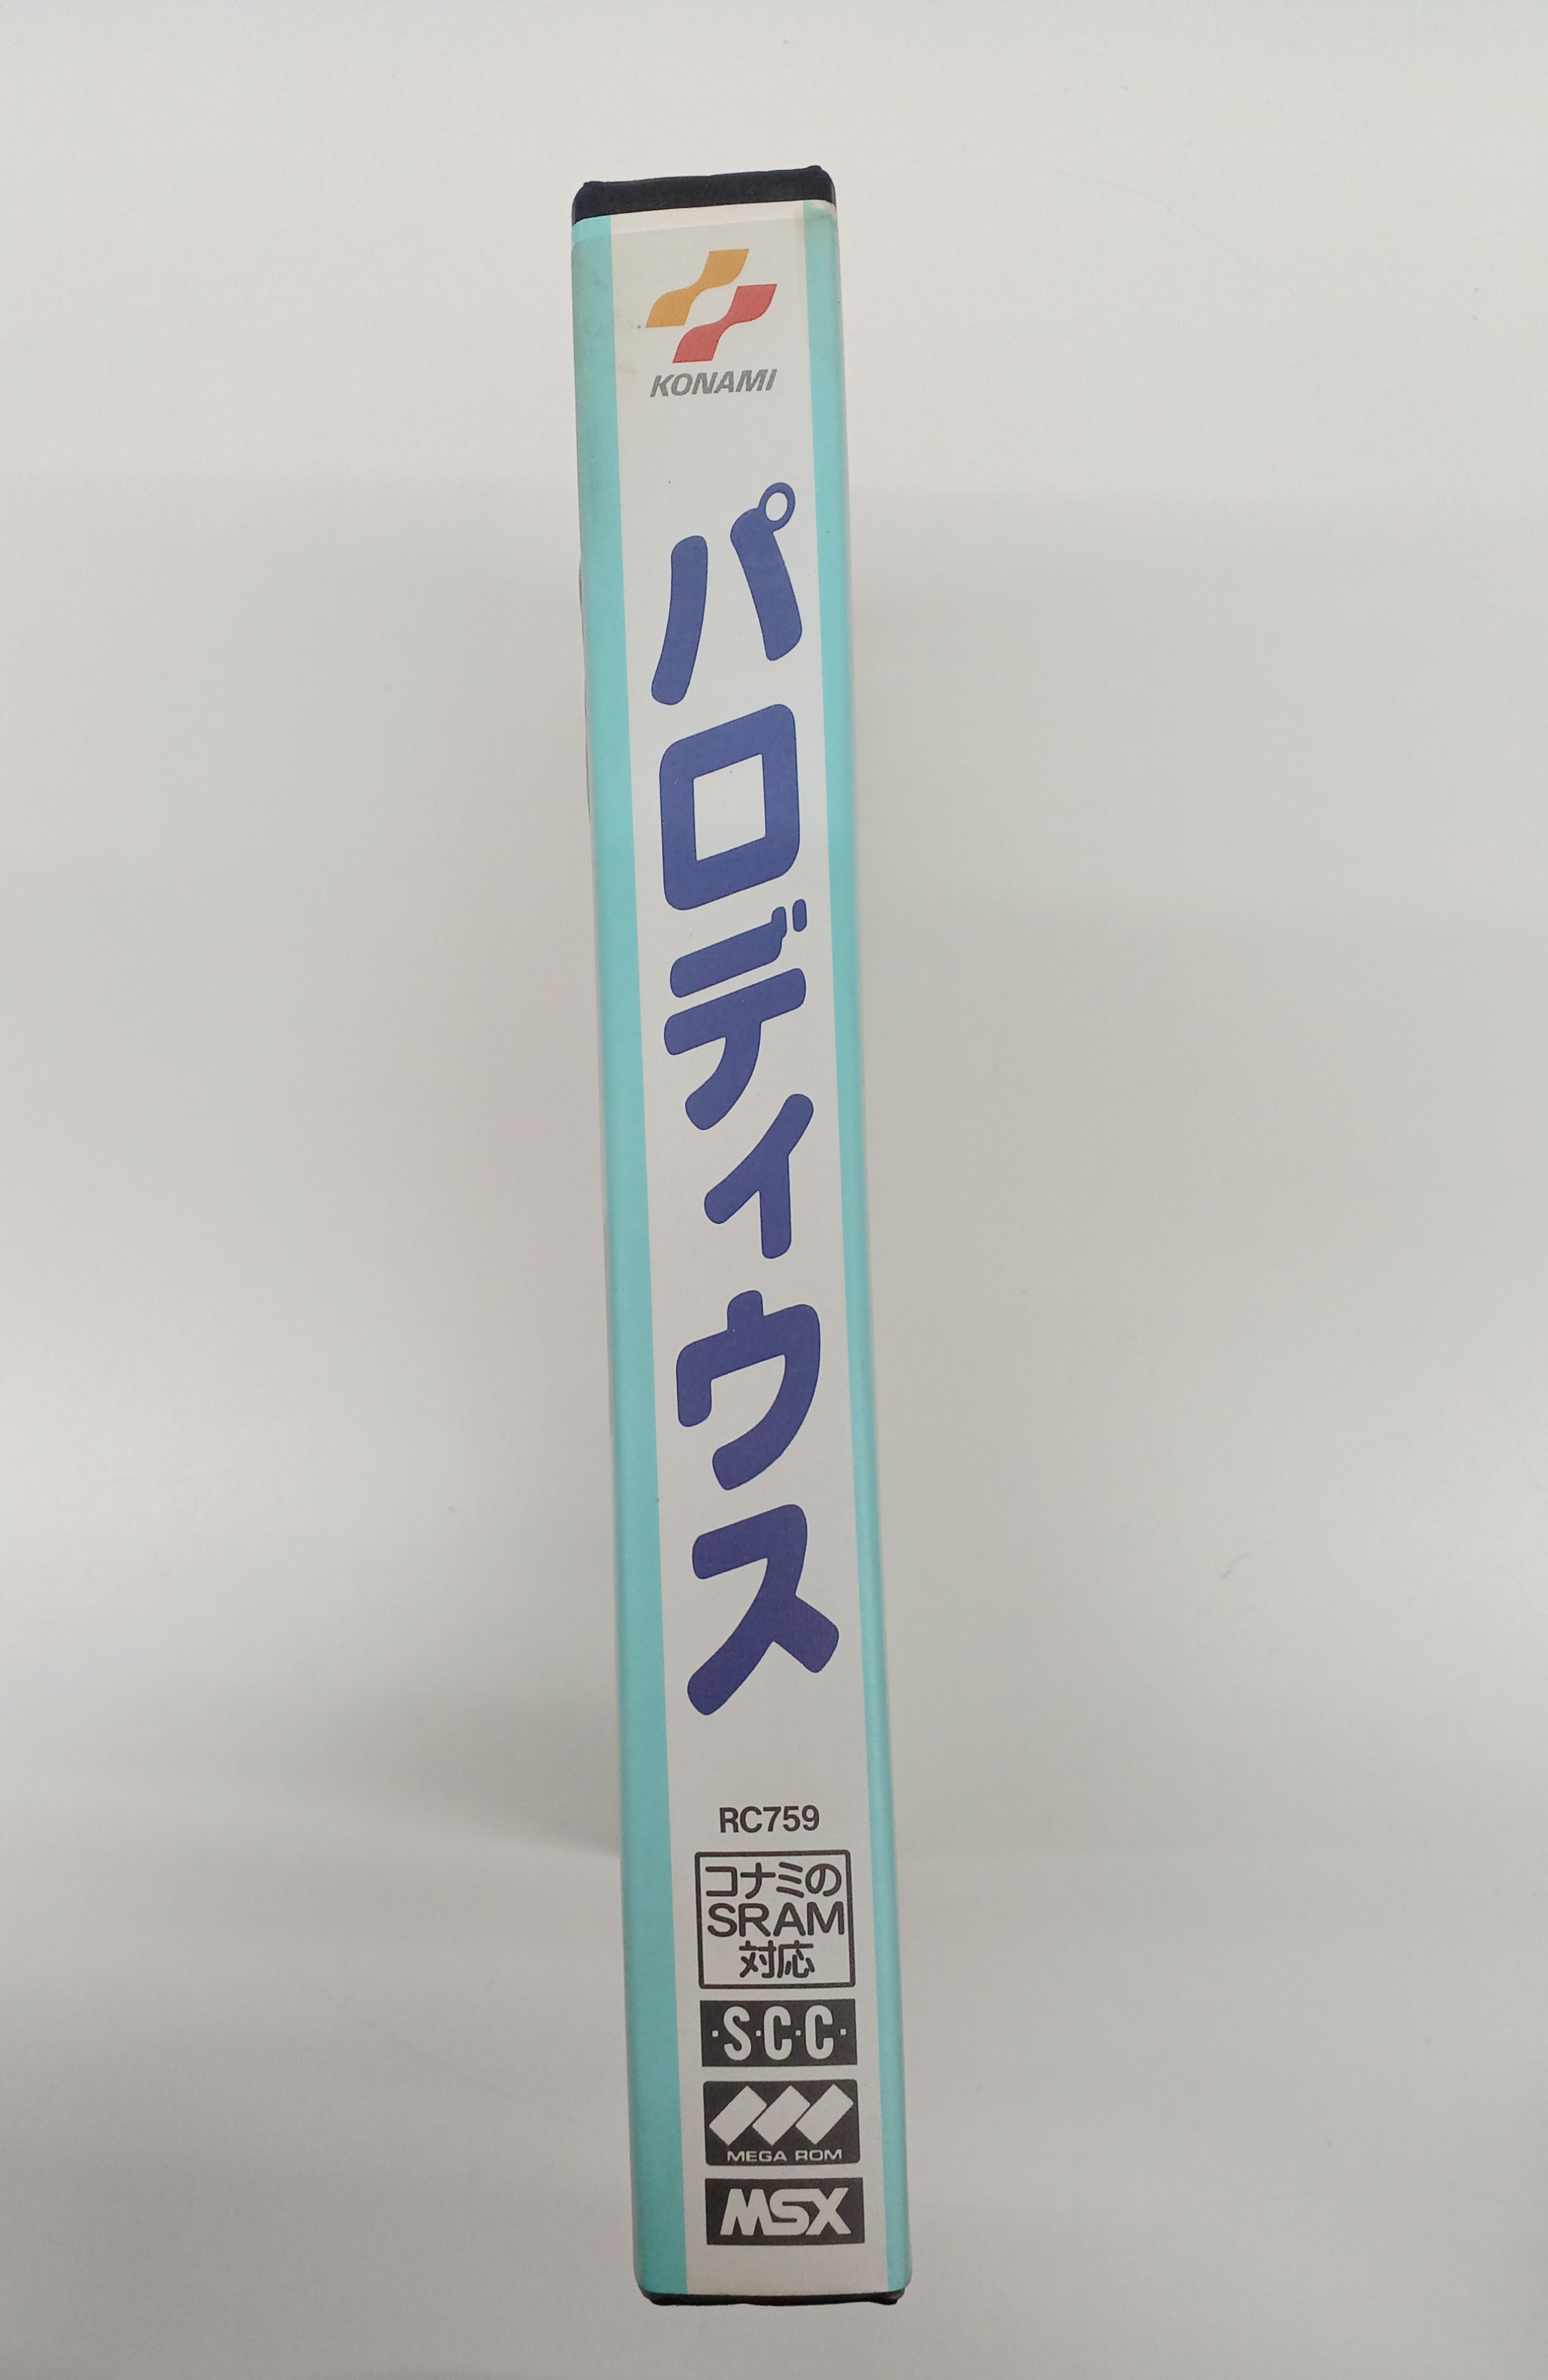 KONAMI
パロディウス
RC759
コナミの
SRAM
対応
·S·C·C·
MEGA ROM
MSX